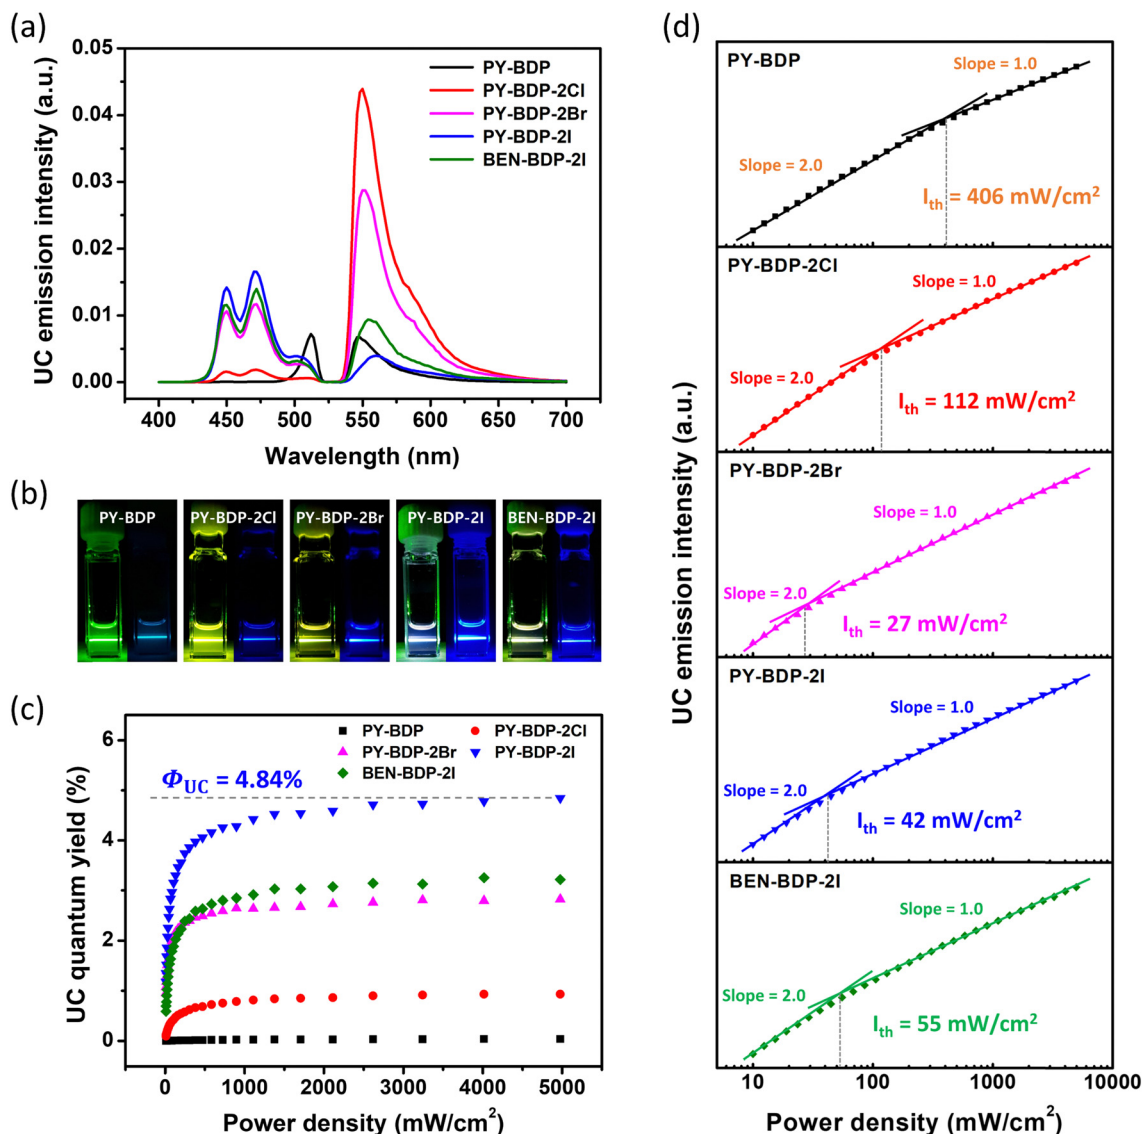 (a)
0.05
0.04
0.03
0.02
0.01
0.00
UC emission intensity (a.u.)
PY-BDP
PY-BDP-2Cl
PY-BDP-2Br
PY-BDP-2I
BEN-BDP-2I
400 450 500 550 600 650 700
Wavelength (nm)
(b)
PY-BDP PY-BDP-2Cl PY-BDP-2Br PY-BDP-2I BEN-BDP-2I
(c)
6
4
2
0
UC quantum yield (%)
PY-BDP PY-BDP-2Cl
PY-BDP-2Br PY-BDP-2I
BEN-BDP-2I
Φ_UC = 4.84%
0 1000 2000 3000 4000 5000
Power density (mW/cm²)
(d)
UC emission intensity (a.u.)
PY-BDP
Slope = 1.0
Slope = 2.0
I_th = 406 mW/cm²
PY-BDP-2Cl
Slope = 1.0
Slope = 2.0
I_th = 112 mW/cm²
PY-BDP-2Br
Slope = 1.0
Slope = 2.0
I_th = 27 mW/cm²
PY-BDP-2I
Slope = 1.0
Slope = 2.0
I_th = 42 mW/cm²
BEN-BDP-2I
Slope = 1.0
Slope = 2.0
I_th = 55 mW/cm²
10 100 1000 10000
Power density (mW/cm²)